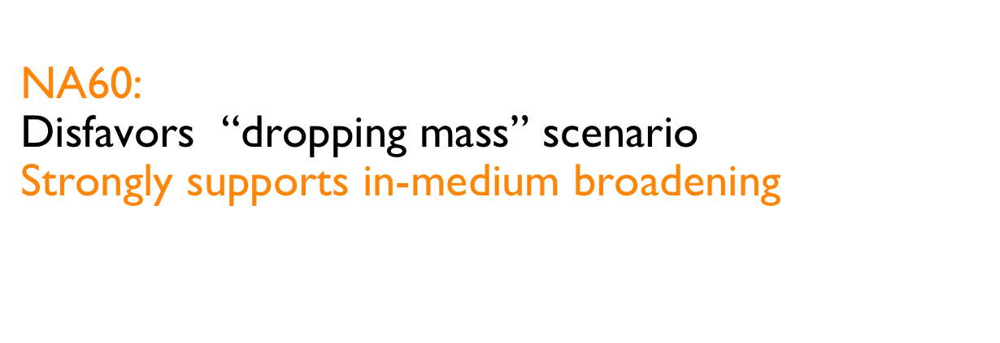 NA60:
Disfavors “dropping mass” scenario
Strongly supports in-medium broadening